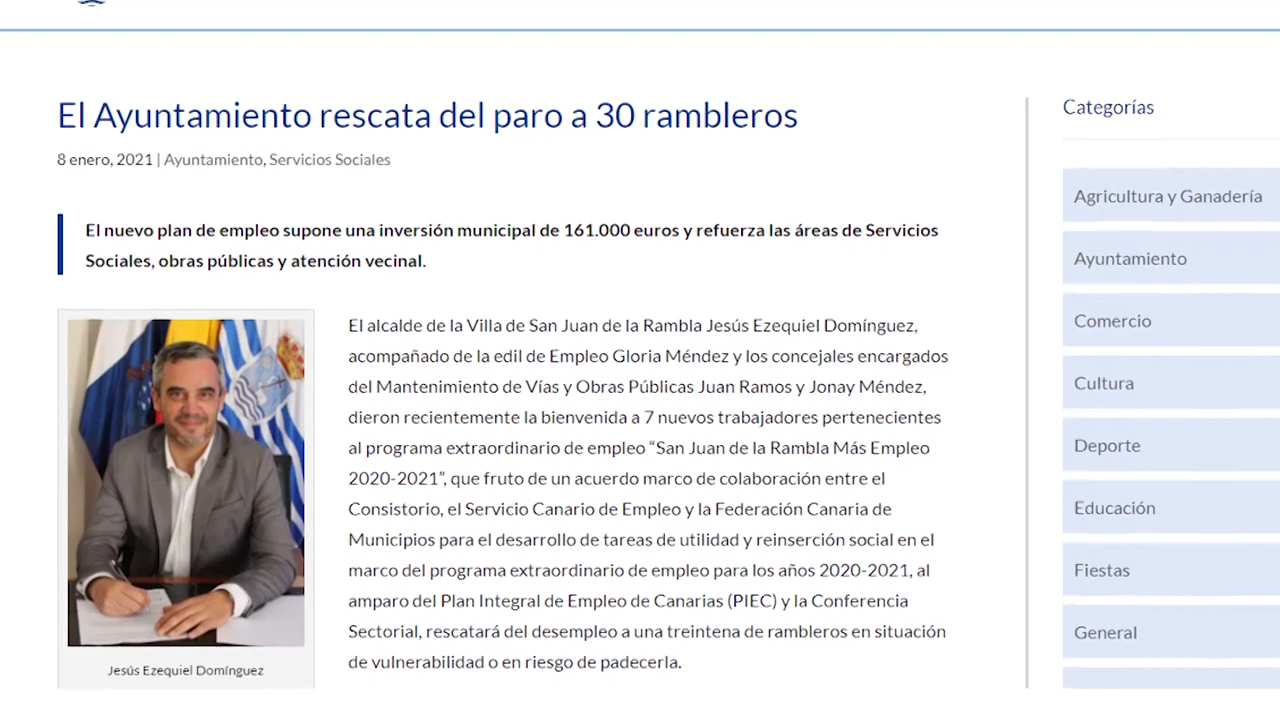 El Ayuntamiento rescata del paro a 30 rambleros
8 enero, 2021 | Ayuntamiento, Servicios Sociales
El nuevo plan de empleo supone una inversión municipal de 161.000 euros y refuerza las áreas de Servicios
Sociales, obras públicas y atención vecinal.
El alcalde de la Villa de San Juan de la Rambla Jesús Ezequiel Domínguez,
acompañado de la edil de Empleo Gloria Méndez y los concejales encargados
del Mantenimiento de Vías y Obras Públicas Juan Ramos y Jonay Méndez,
dieron recientemente la bienvenida a 7 nuevos trabajadores pertenecientes
al programa extraordinario de empleo “San Juan de la Rambla Más Empleo
2020-2021”, que fruto de un acuerdo marco de colaboración entre el
Consistorio, el Servicio Canario de Empleo y la Federación Canaria de
Municipios para el desarrollo de tareas de utilidad y reinserción social en el
marco del programa extraordinario de empleo para los años 2020-2021, al
amparo del Plan Integral de Empleo de Canarias (PIEC) y la Conferencia
Sectorial, rescatará del desempleo a una treintena de rambleros en situación
de vulnerabilidad o en riesgo de padecerla.
Jesús Ezequiel Domínguez
Categorías
Agricultura y Ganadería
Ayuntamiento
Comercio
Cultura
Deporte
Educación
Fiestas
General